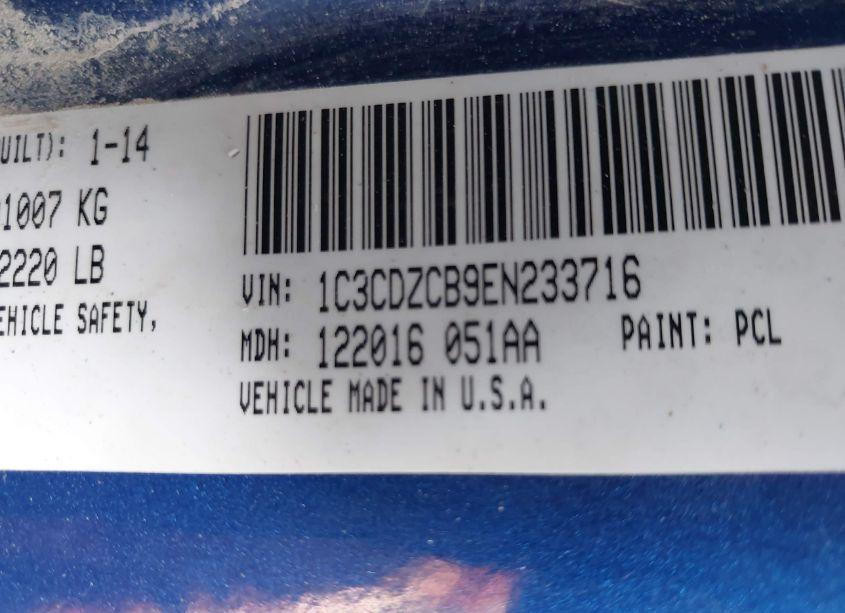 UILT): 1-14
1007 KG
2220 LB
VIN: 1C3CDZCB9EN233716
EHICLE SAFETY,
MDH: 122016 051AA PAINT: PCL
VEHICLE MADE IN U.S.A.